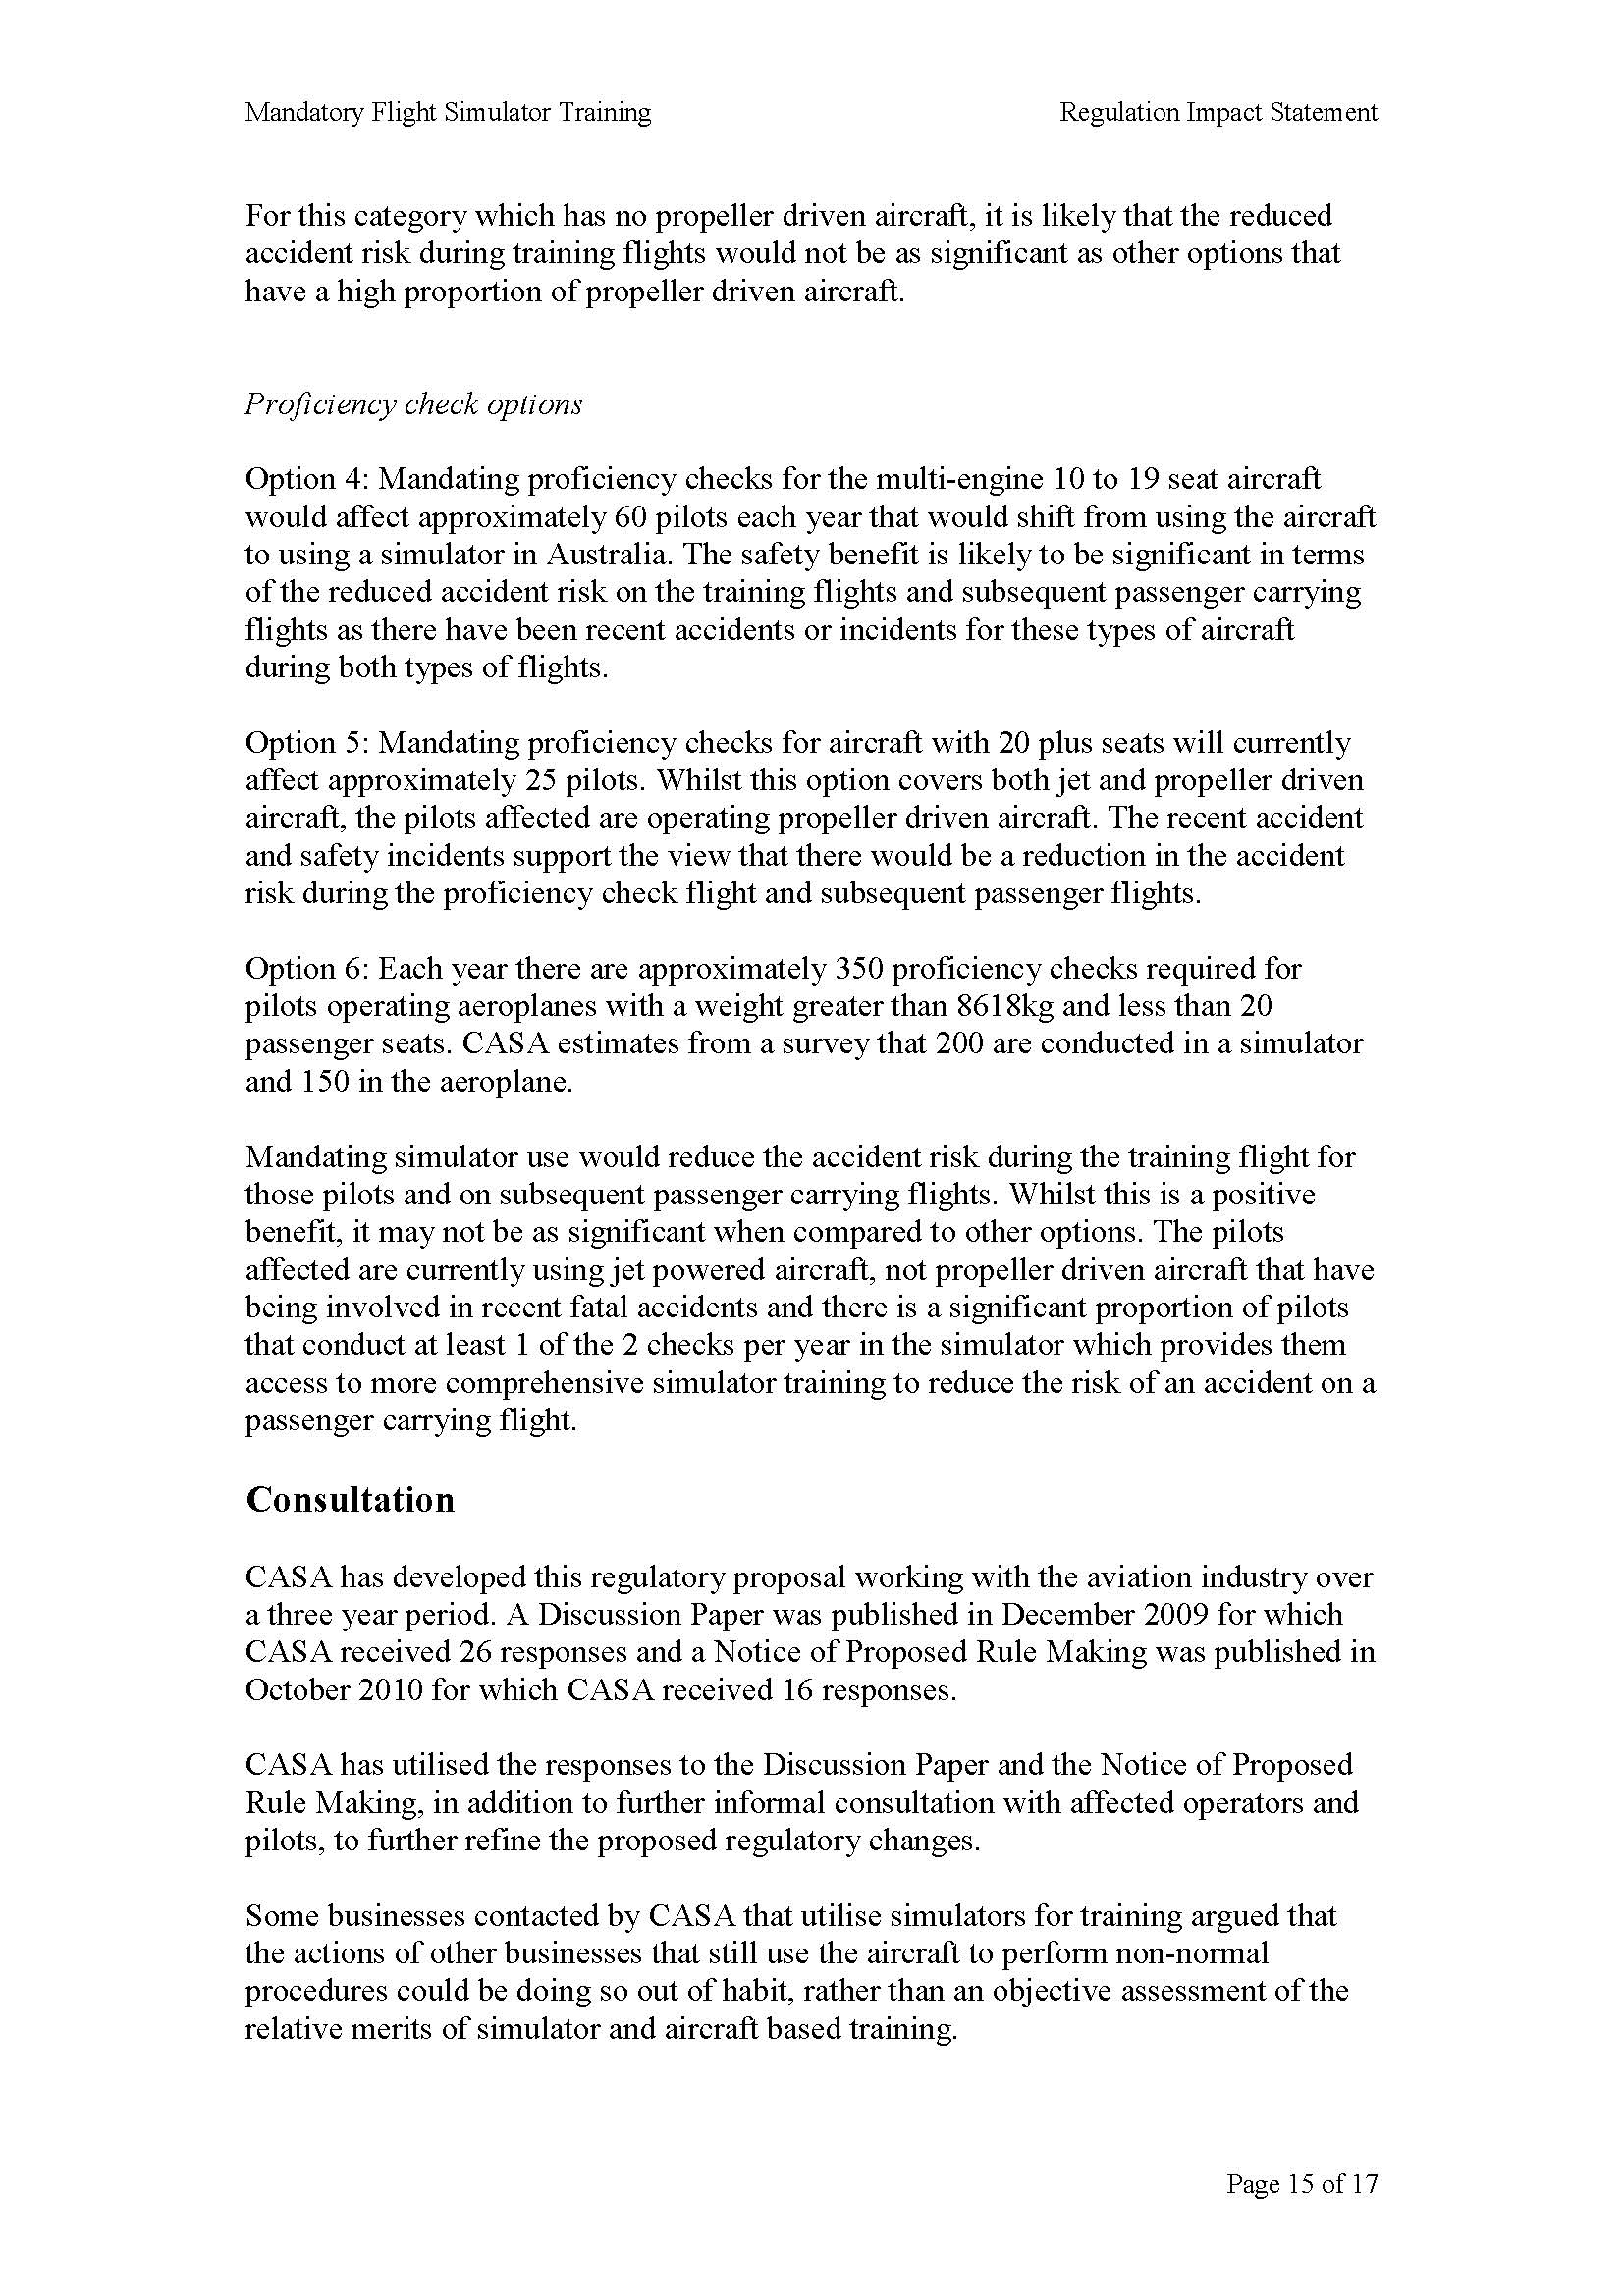 Mandatory Flight Simulator Training Regulation Impact Statement
For this category which has no propeller driven aircraft, it is likely that the reduced
accident risk during training flights would not be as significant as other options that
have a high proportion of propeller driven aircraft.
Proficiency check options
Option 4: Mandating proficiency checks for the multi-engine 10 to 19 seat aircraft
would affect approximately 60 pilots each year that would shift from using the aircraft
to using a simulator in Australia. The safety benefit is likely to be significant in terms
of the reduced accident risk on the training flights and subsequent passenger carrying
flights as there have been recent accidents or incidents for these types of aircraft
during both types of flights.
Option 5: Mandating proficiency checks for aircraft with 20 plus seats will currently
affect approximately 25 pilots. Whilst this option covers both jet and propeller driven
aircraft, the pilots affected are operating propeller driven aircraft. The recent accident
and safety incidents support the view that there would be a reduction in the accident
risk during the proficiency check flight and subsequent passenger flights.
Option 6: Each year there are approximately 350 proficiency checks required for
pilots operating aeroplanes with a weight greater than 8618kg and less than 20
passenger seats. CASA estimates from a survey that 200 are conducted in a simulator
and 150 in the aeroplane.
Mandating simulator use would reduce the accident risk during the training flight for
those pilots and on subsequent passenger carrying flights. Whilst this is a positive
benefit, it may not be as significant when compared to other options. The pilots
affected are currently using jet powered aircraft, not propeller driven aircraft that have
being involved in recent fatal accidents and there is a significant proportion of pilots
that conduct at least 1 of the 2 checks per year in the simulator which provides them
access to more comprehensive simulator training to reduce the risk of an accident on a
passenger carrying flight.
Consultation
CASA has developed this regulatory proposal working with the aviation industry over
a three year period. A Discussion Paper was published in December 2009 for which
CASA received 26 responses and a Notice of Proposed Rule Making was published in
October 2010 for which CASA received 16 responses.
CASA has utilised the responses to the Discussion Paper and the Notice of Proposed
Rule Making, in addition to further informal consultation with affected operators and
pilots, to further refine the proposed regulatory changes.
Some businesses contacted by CASA that utilise simulators for training argued that
the actions of other businesses that still use the aircraft to perform non-normal
procedures could be doing so out of habit, rather than an objective assessment of the
relative merits of simulator and aircraft based training.
Page 15 of 17